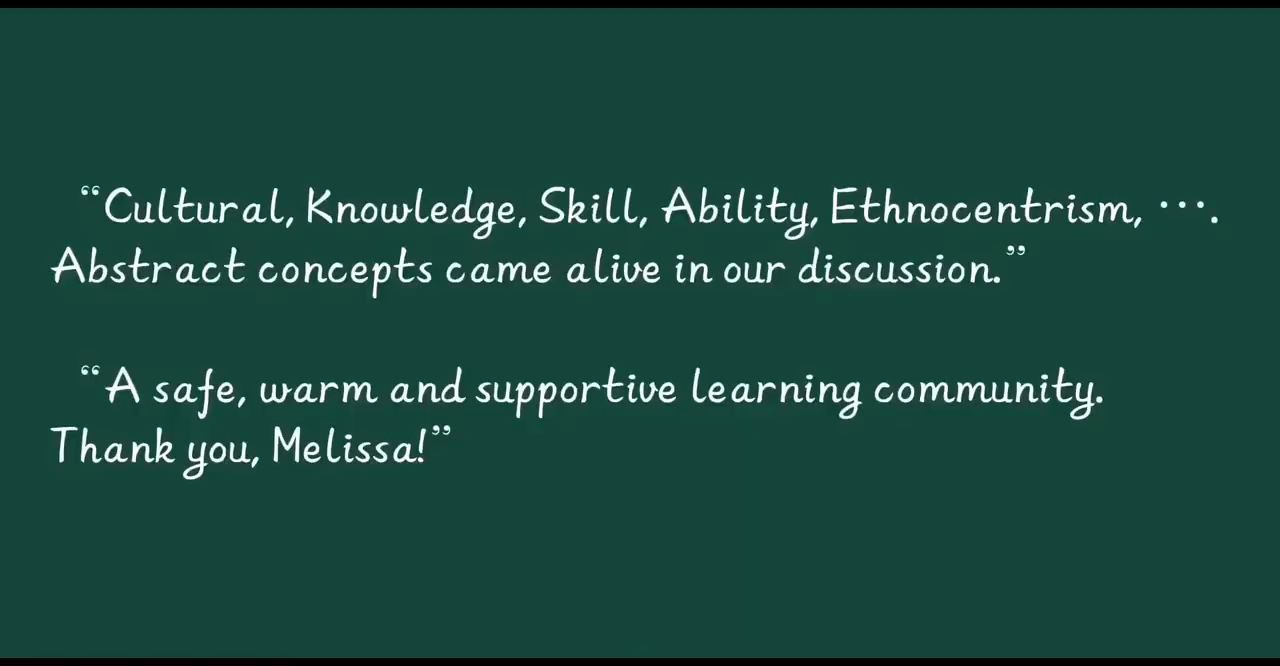 “Cultural, Knowledge, Skill, Ability, Ethnocentrism, ….
Abstract concepts came alive in our discussion.”
“A safe, warm and supportive learning community.
Thank you, Melissa!”